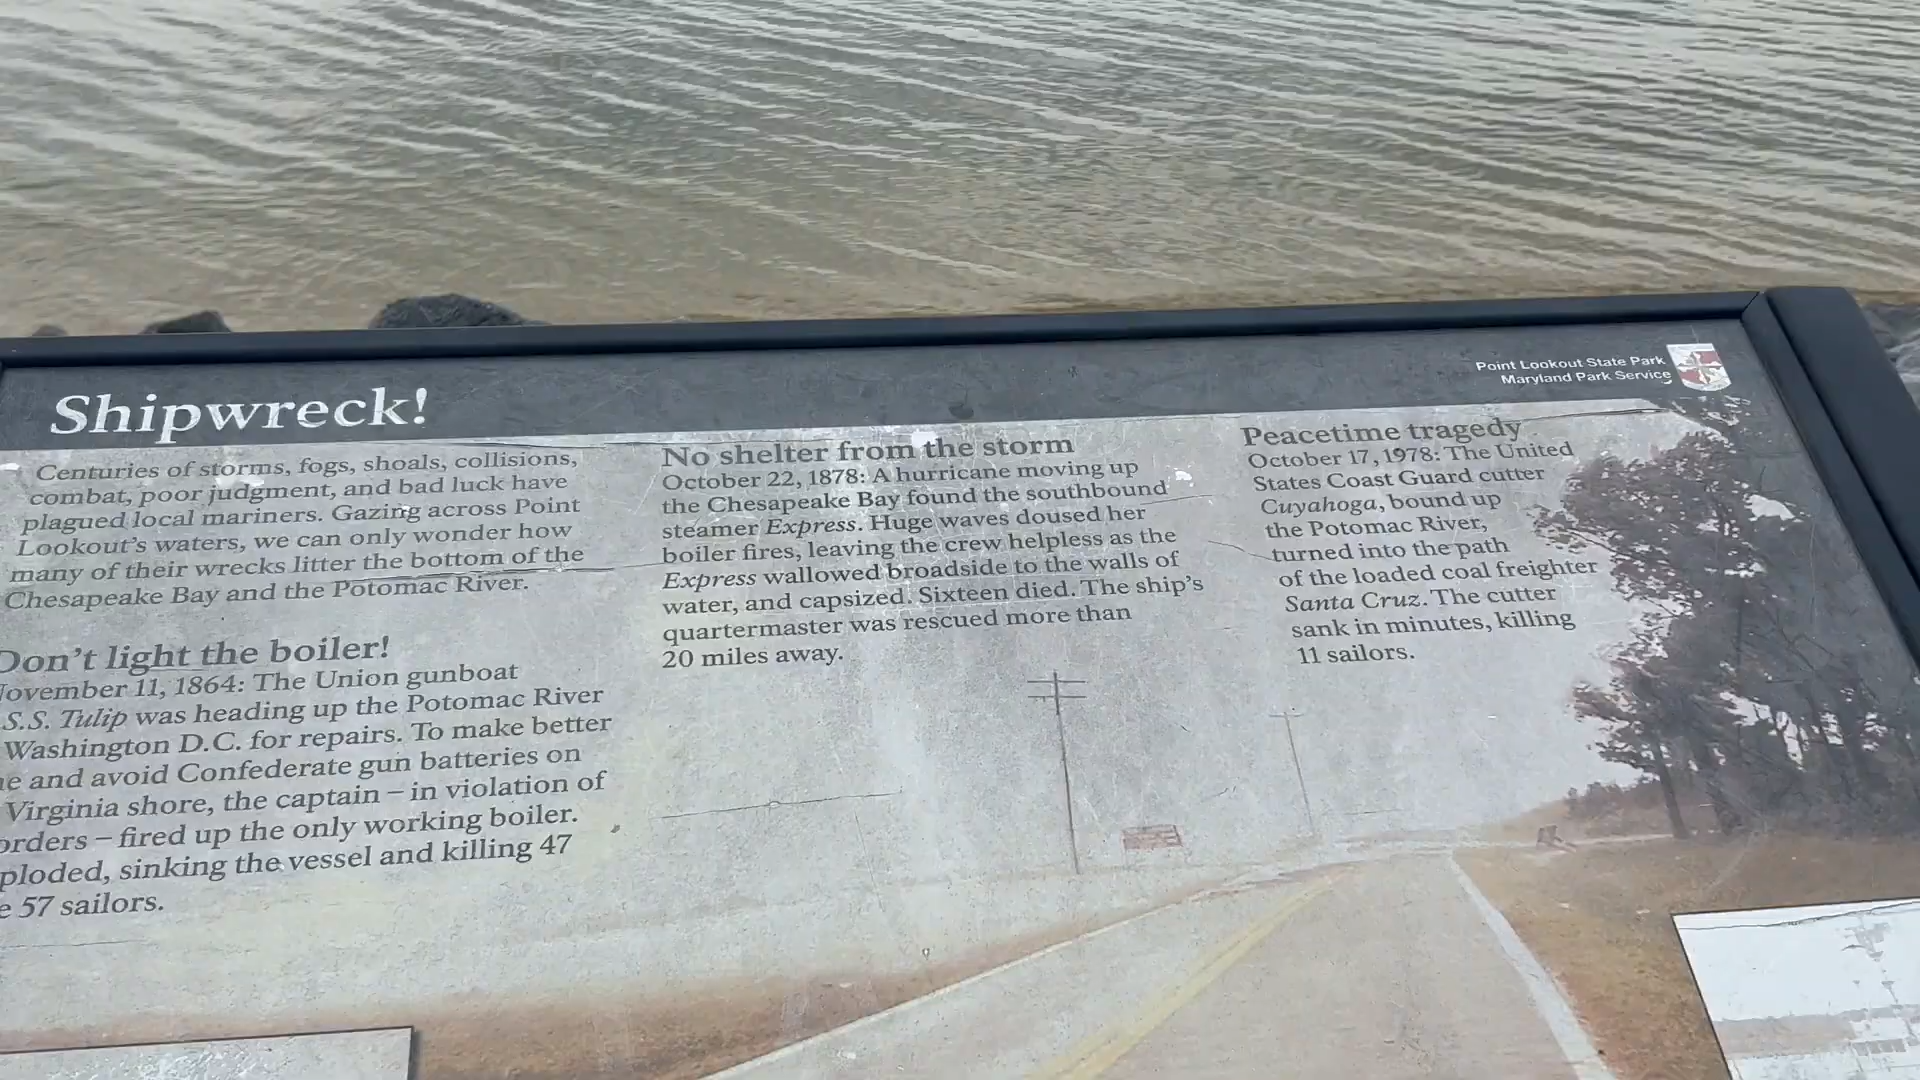 Shipwreck!
Point Lookout State Park
Maryland Park Service
Centuries of storms, fogs, shoals, collisions,
combat, poor judgment, and bad luck have
plagued local mariners. Gazing across Point
Lookout's waters, we can only wonder how
many of their wrecks litter the bottom of the
Chesapeake Bay and the Potomac River.
Don't light the boiler!
November 11, 1864: The Union gunboat
S.S. Tulip was heading up the Potomac River
Washington D.C. for repairs. To make better
and avoid Confederate gun batteries on
Virginia shore, the captain – in violation of
orders – fired up the only working boiler.
ploded, sinking the vessel and killing 47
57 sailors.
No shelter from the storm
October 22, 1878: A hurricane moving up
the Chesapeake Bay found the southbound
steamer Express. Huge waves doused her
boiler fires, leaving the crew helpless as the
Express wallowed broadside to the walls of
water, and capsized. Sixteen died. The ship's
quartermaster was rescued more than
20 miles away.
Peacetime tragedy
October 17, 1978: The United
States Coast Guard cutter
Cuyahoga, bound up
the Potomac River,
turned into the path
of the loaded coal freighter
Santa Cruz. The cutter
sank in minutes, killing
11 sailors.